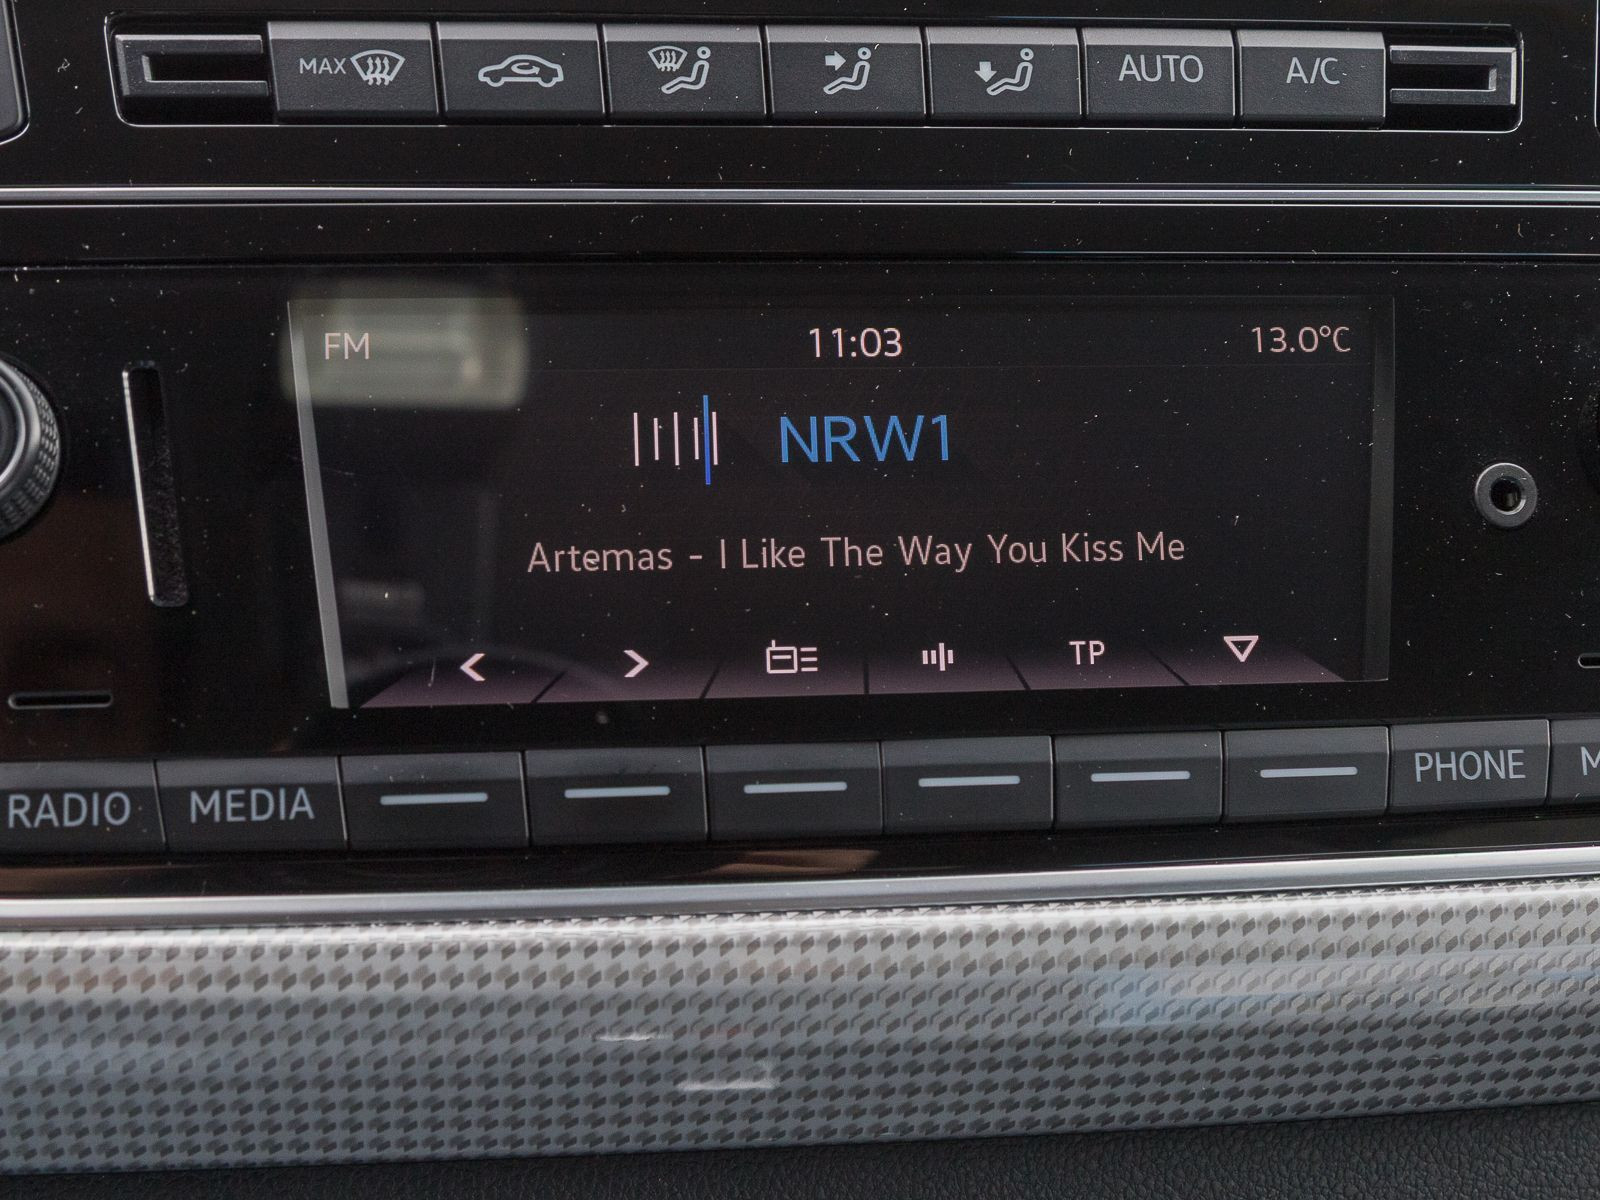 MAX
AUTO
A/C
FM
11:03
13.0°C
NRW1
Artemas - I Like The Way You Kiss Me
TP
RADIO
MEDIA
PHONE
M